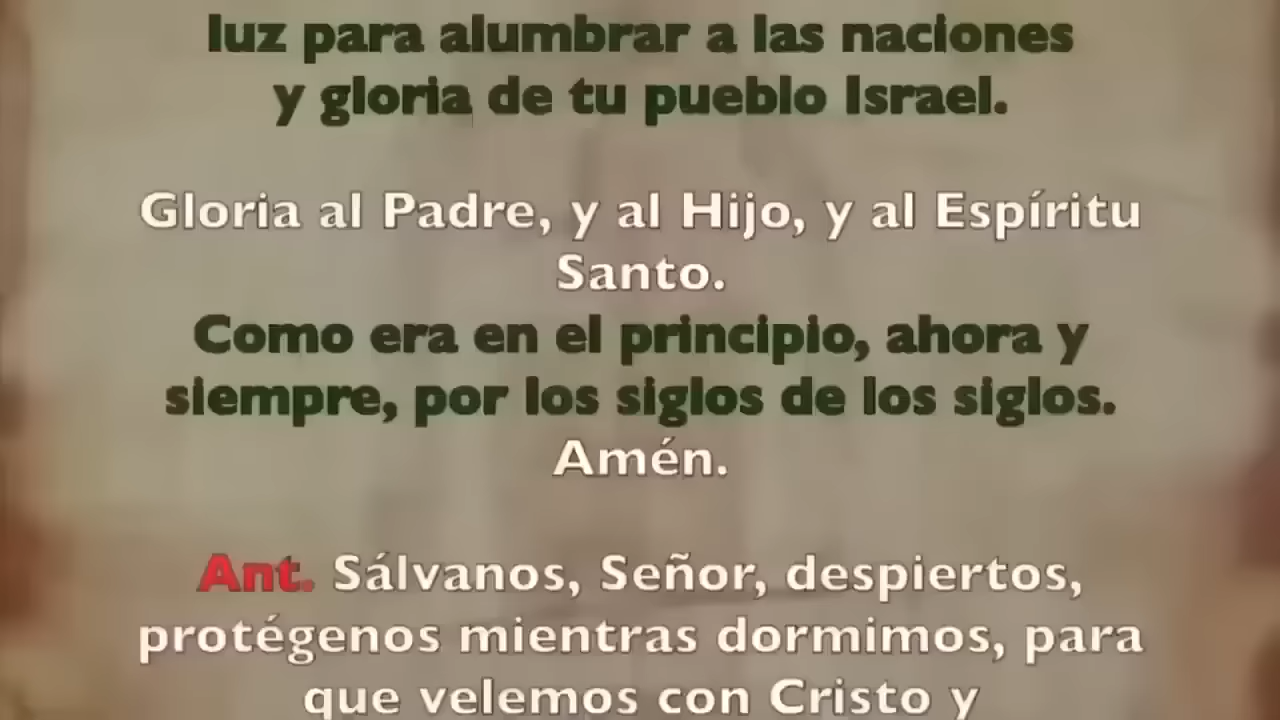 luz para alumbrar a las naciones
y gloria de tu pueblo Israel.
Gloria al Padre, y al Hijo, y al Espíritu
Santo.
Como era en el principio, ahora y
siempre, por los siglos de los siglos.
Amén.
Ant. Sálvanos, Señor, despiertos,
protégenos mientras dormimos, para
que velemos con Cristo y